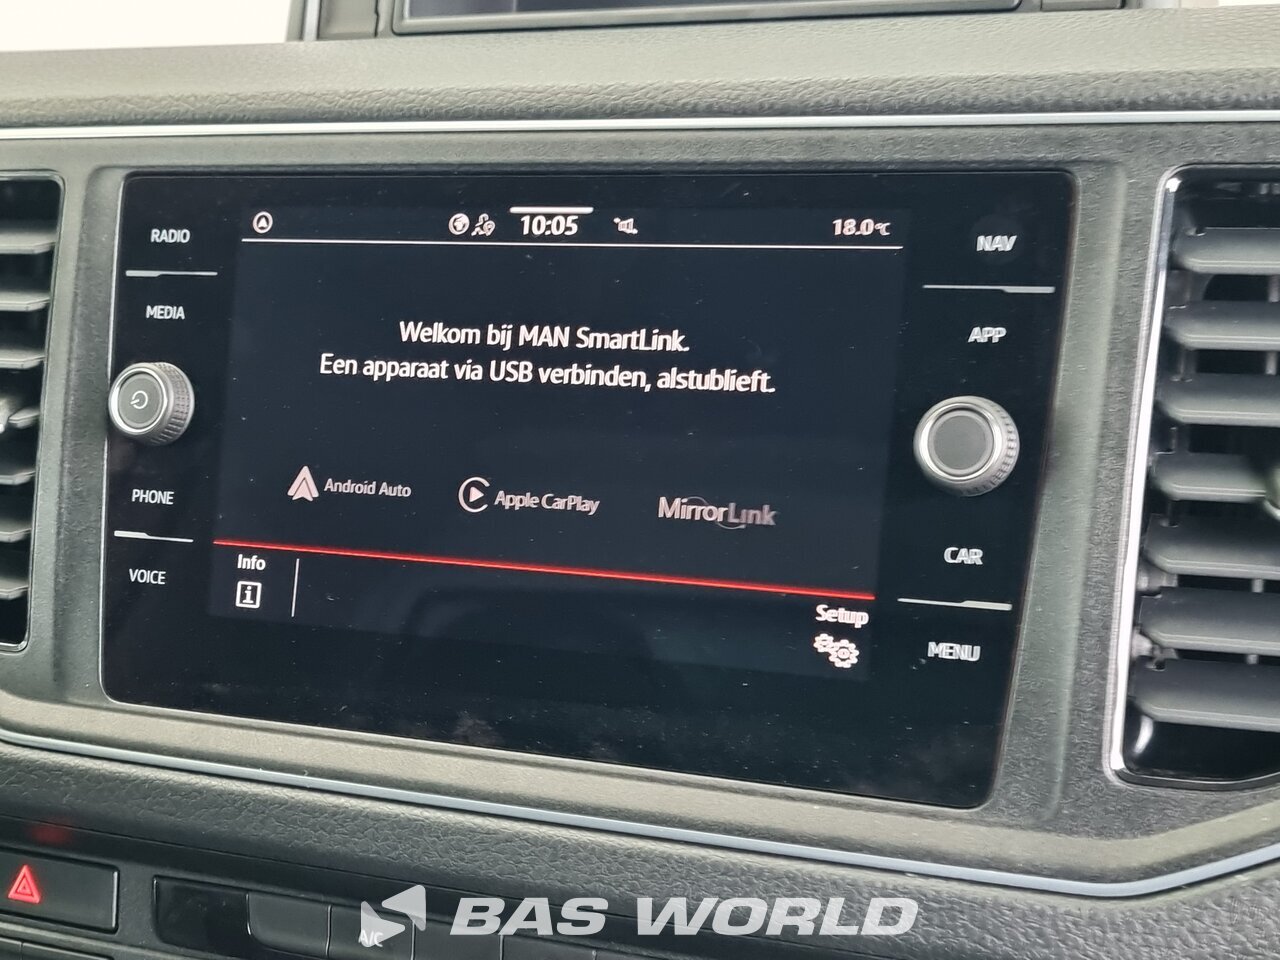 RADIO
MEDIA
PHONE
VOICE
10:05
18.0°C
Welkom bij MAN SmartLink.
Een apparaat via USB verbinden, alstublieft.
Android Auto
Apple CarPlay
MirrorLink
Info
i
Setup
NAV
APP
CAR
MENU
A/C
BAS WORLD